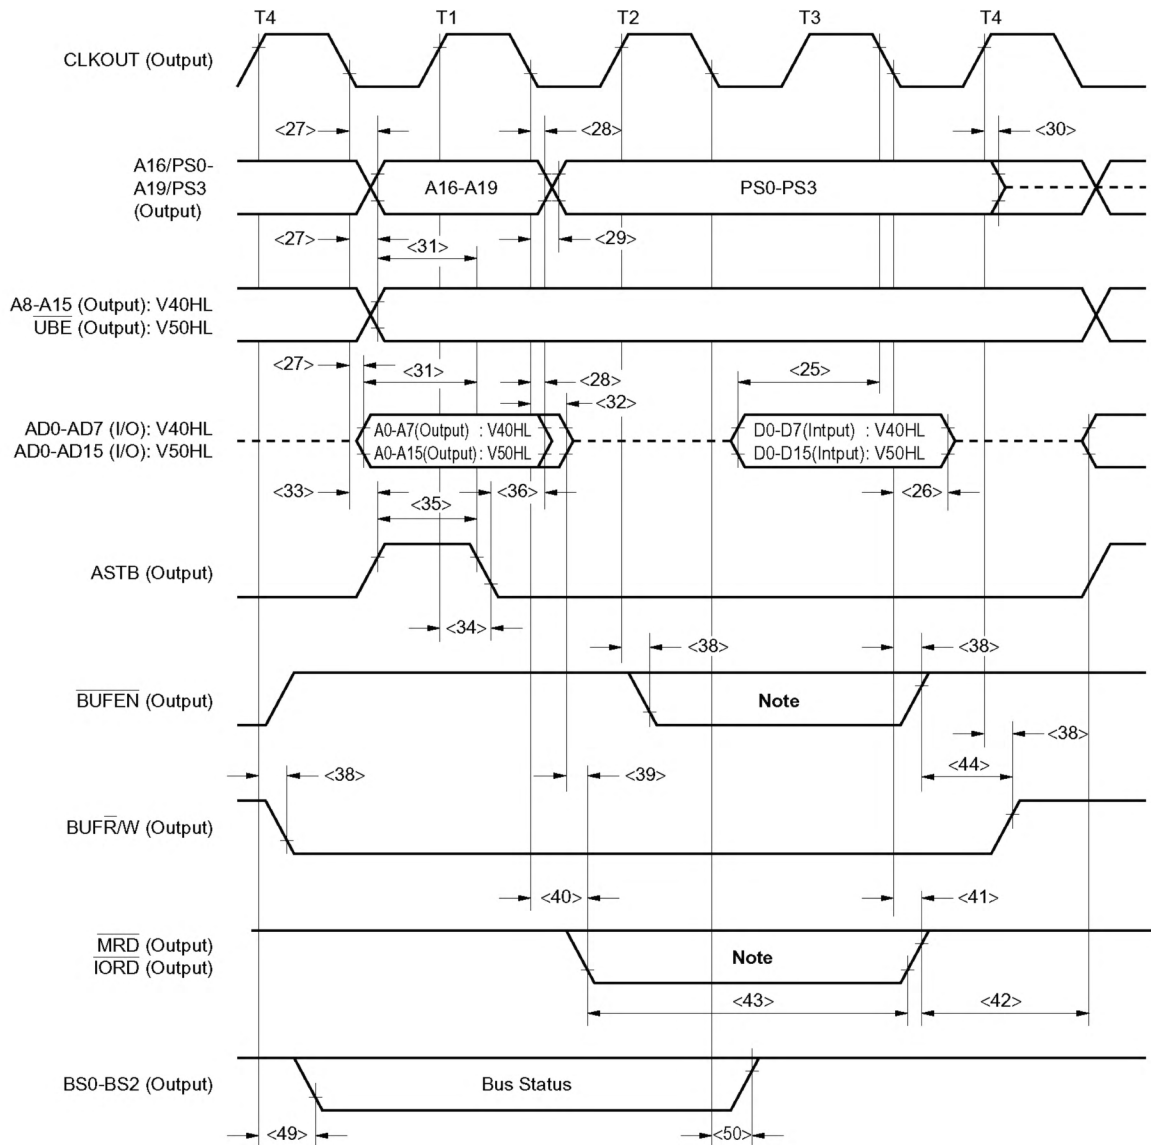 T4 T1 T2 T3 T4
CLKOUT (Output)
<27> <28> <30>
A16/PS0-
A19/PS3
(Output)
A16-A19 PS0-PS3
<27> <31> <29>
A8-A15 (Output): V40HL
UBE (Output): V50HL
<27> <31> <28> <25>
<32>
AD0-AD7 (I/O): V40HL
AD0-AD15 (I/O): V50HL
A0-A7(Output) : V40HL
A0-A15(Output): V50HL
D0-D7(Intput) : V40HL
D0-D15(Intput): V50HL
<33> <36> <26>
<35>
ASTB (Output)
<34> <38> <38>
BUFEN (Output)
Note
<38>
<38> <39> <44>
BUFR/W (Output)
<40> <41>
MRD (Output)
IORD (Output)
Note
<43> <42>
BS0-BS2 (Output)
Bus Status
<49> <50>